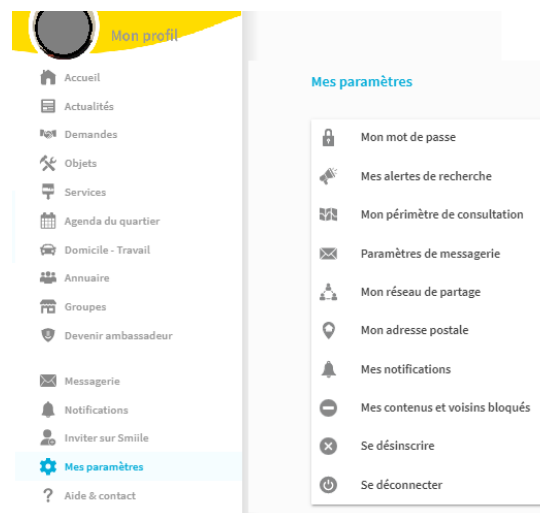 Mon profil
Accueil
Actualités
Demandes
Objets
Services
Agenda du quartier
Domicile - Travail
Annuaire
Groupes
Devenir ambassadeur
Messagerie
Notifications
Inviter sur Smiile
Mes paramètres
Aide & contact
Mes paramètres
Mon mot de passe
Mes alertes de recherche
Mon périmètre de consultation
Paramètres de messagerie
Mon réseau de partage
Mon adresse postale
Mes notifications
Mes contenus et voisins bloqués
Se désinscrire
Se déconnecter